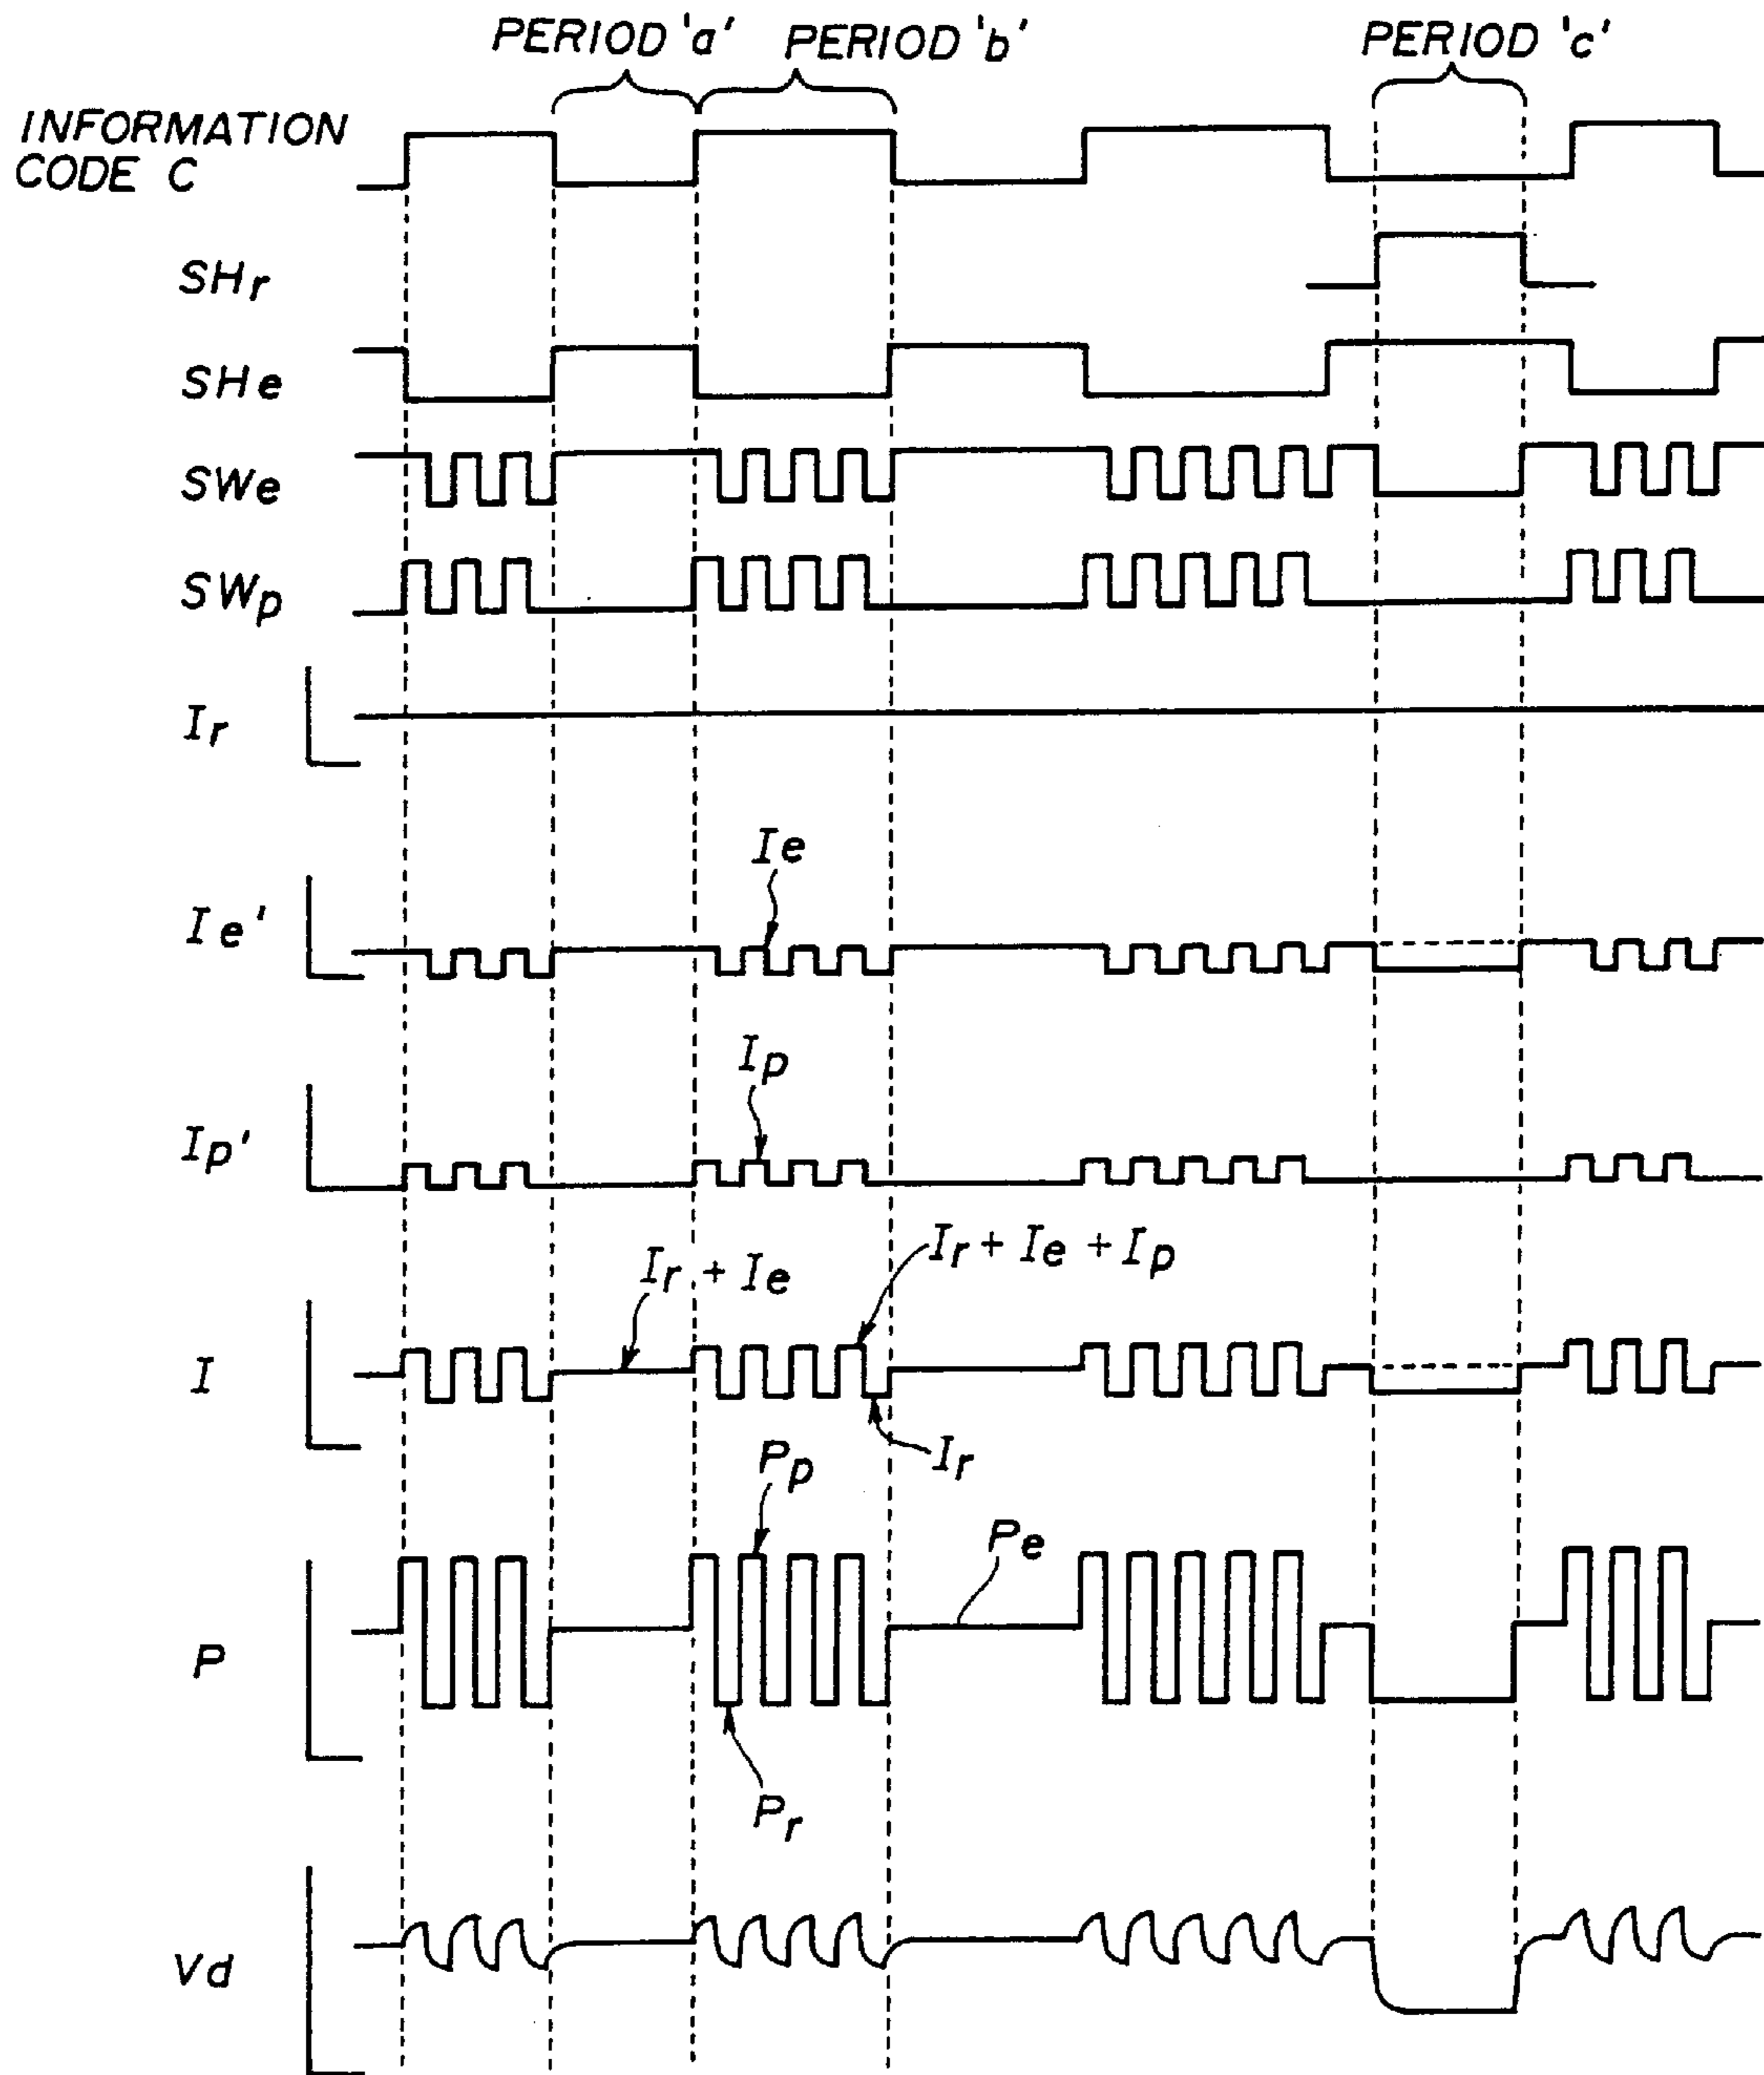 PERIOD 'a'
PERIOD 'b'
PERIOD 'c'
INFORMATION
CODE C
SHr
SHe
SWe
SWp
Ir
Ie
Ie'
Ip
Ip'
Ir + Ie
Ir + Ie + Ip
I
Ir
Pp
Pe
P
Pr
Vd